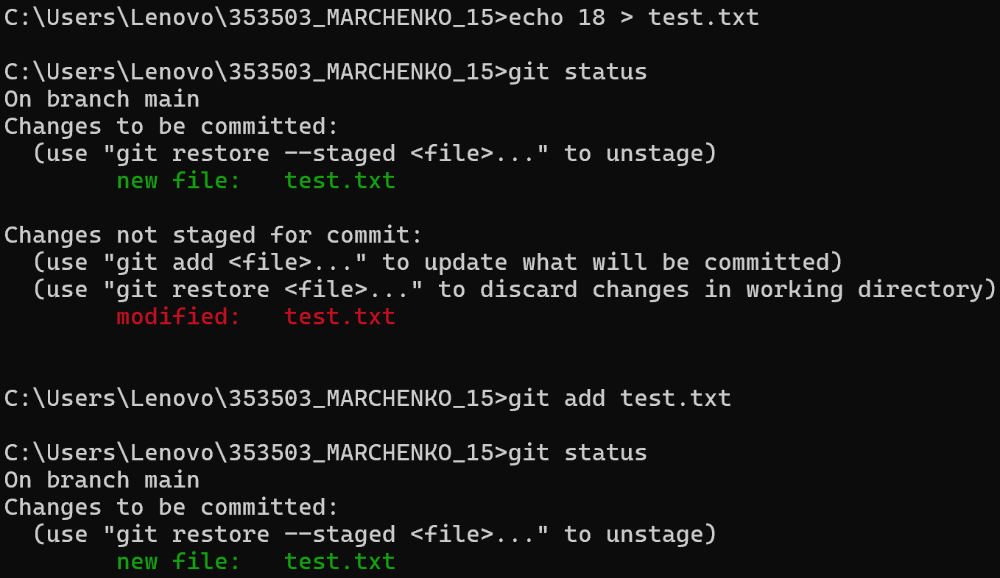 C:\Users\Lenovo\353503_MARCHENKO_15>echo 18 > test.txt
C:\Users\Lenovo\353503_MARCHENKO_15>git status
On branch main
Changes to be committed:
  (use "git restore --staged <file>..." to unstage)
        new file:   test.txt
Changes not staged for commit:
  (use "git add <file>..." to update what will be committed)
  (use "git restore <file>..." to discard changes in working directory)
        modified:   test.txt
C:\Users\Lenovo\353503_MARCHENKO_15>git add test.txt
C:\Users\Lenovo\353503_MARCHENKO_15>git status
On branch main
Changes to be committed:
  (use "git restore --staged <file>..." to unstage)
        new file:   test.txt